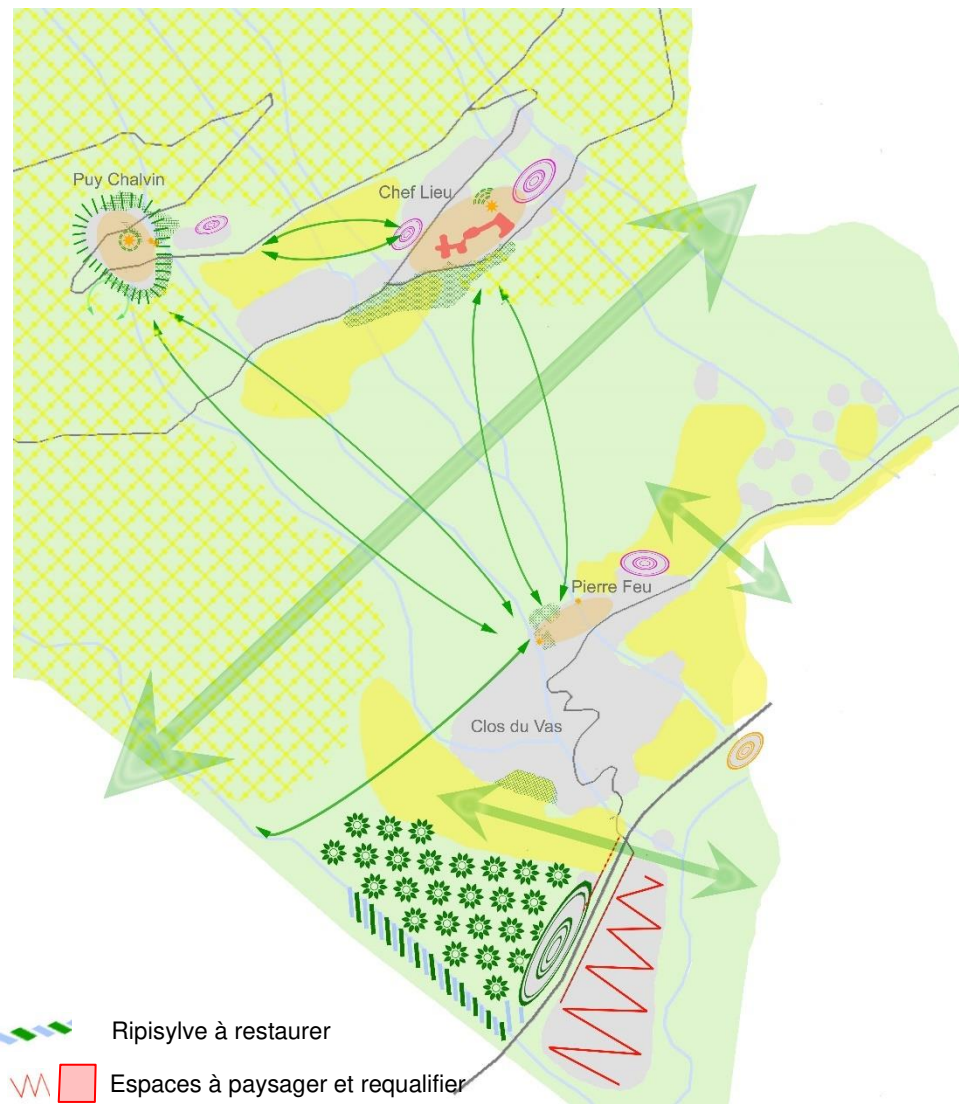 Puy Chalvin
Chef Lieu
Pierre Feu
Clos du Vas
Ripisylve à restaurer
Espaces à paysager et requalifier